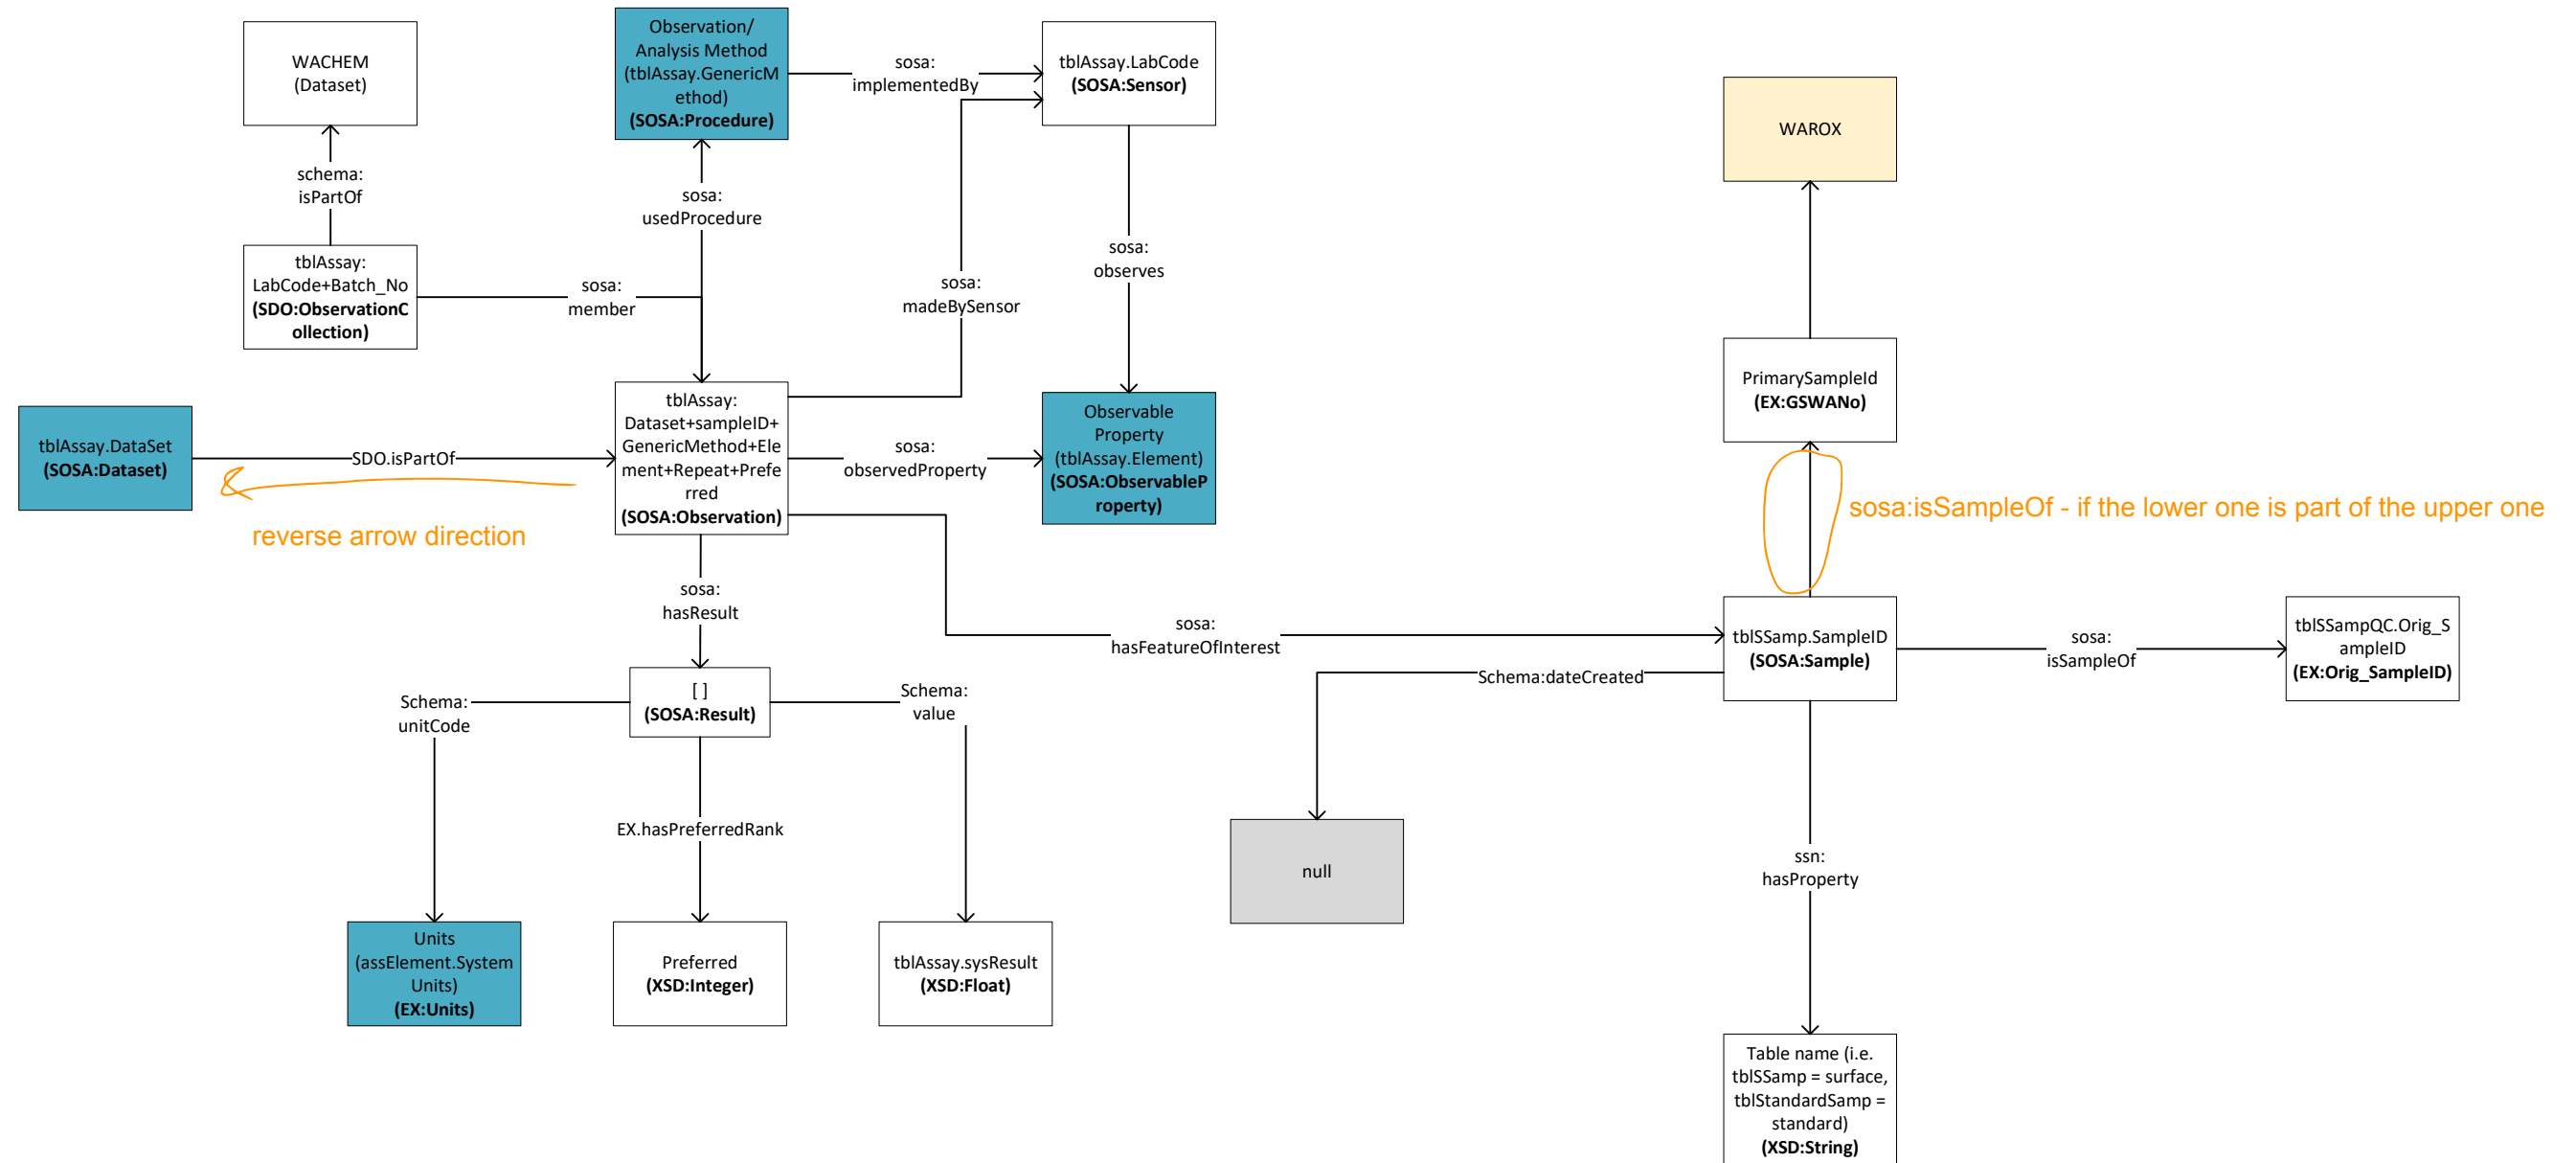 WACHEM
(Dataset)
Observation/
Analysis Method
(tblAssay.GenericM
ethod)
(SOSA:Procedure)
sosa:
implementedBy
tblAssay.LabCode
(SOSA:Sensor)
WAROX
schema:
isPartOf
sosa:
usedProcedure
tblAssay:
LabCode+Batch_No
(SDO:ObservationC
ollection)
sosa:
member
sosa:
madeBySensor
sosa:
observes
PrimarySampleId
(EX:GSWANo)
tblAssay.DataSet
(SOSA:Dataset)
SDO.isPartOf
tblAssay:
Dataset+sampleID+
GenericMethod+Ele
ment+Repeat+Prefe
rred
(SOSA:Observation)
sosa:
observedProperty
Observable
Property
(tblAssay.Element)
(SOSA:ObservableP
roperty)
sosa:isSampleOf - if the lower one is part of the upper one
reverse arrow direction
sosa:
hasResult
sosa:
hasFeatureOfInterest
tblSSamp.SampleID
(SOSA:Sample)
sosa:
isSampleOf
tblSSampQC.Orig_S
ampleID
(EX:Orig_SampleID)
Schema:dateCreated
[ ]
(SOSA:Result)
Schema:
unitCode
Schema:
value
EX.hasPreferredRank
null
ssn:
hasProperty
Units
(assElement.System
Units)
(EX:Units)
Preferred
(XSD:Integer)
tblAssay.sysResult
(XSD:Float)
Table name (i.e.
tblSSamp = surface,
tblStandardSamp =
standard)
(XSD:String)